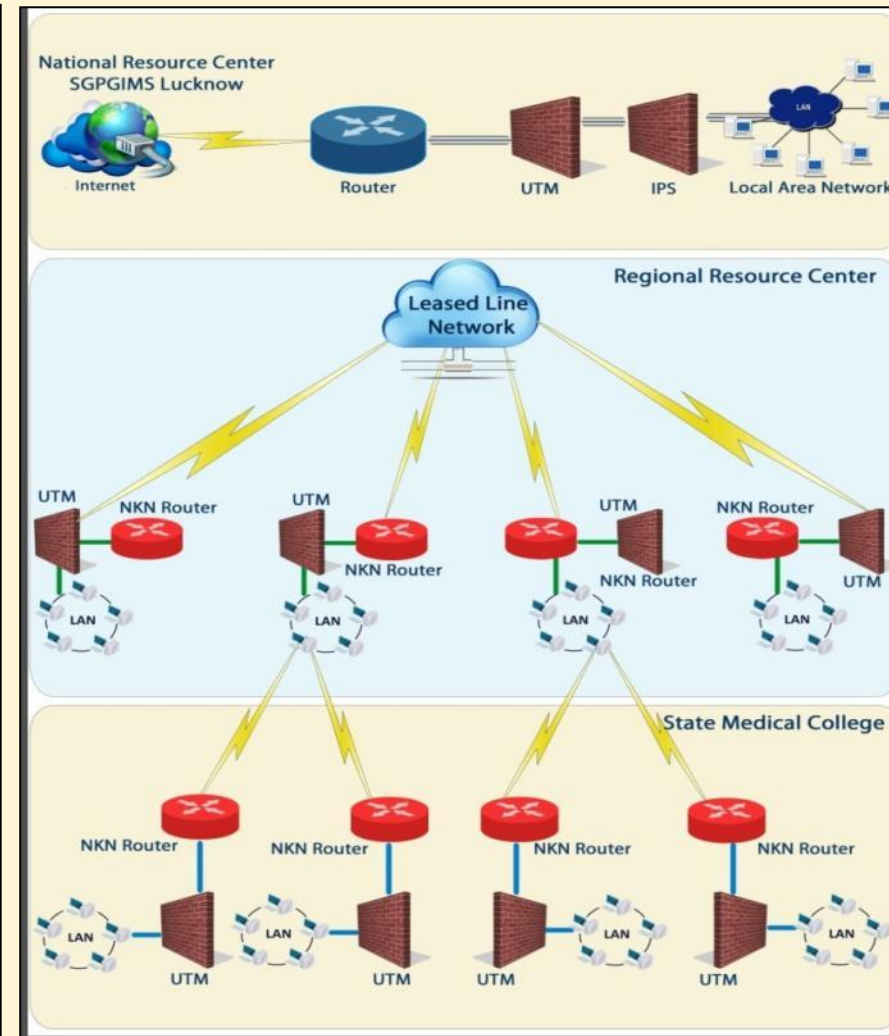 National Resource Center
SGPGIMS Lucknow
Internet
Router
UTM
IPS
LAN
Local Area Network
Regional Resource Center
Leased Line
Network
UTM
NKN Router
UTM
NKN Router
UTM
NKN Router
NKN Router
UTM
LAN
LAN
LAN
LAN
State Medical College
NKN Router
NKN Router
NKN Router
NKN Router
LAN
LAN
LAN
LAN
UTM
UTM
UTM
UTM